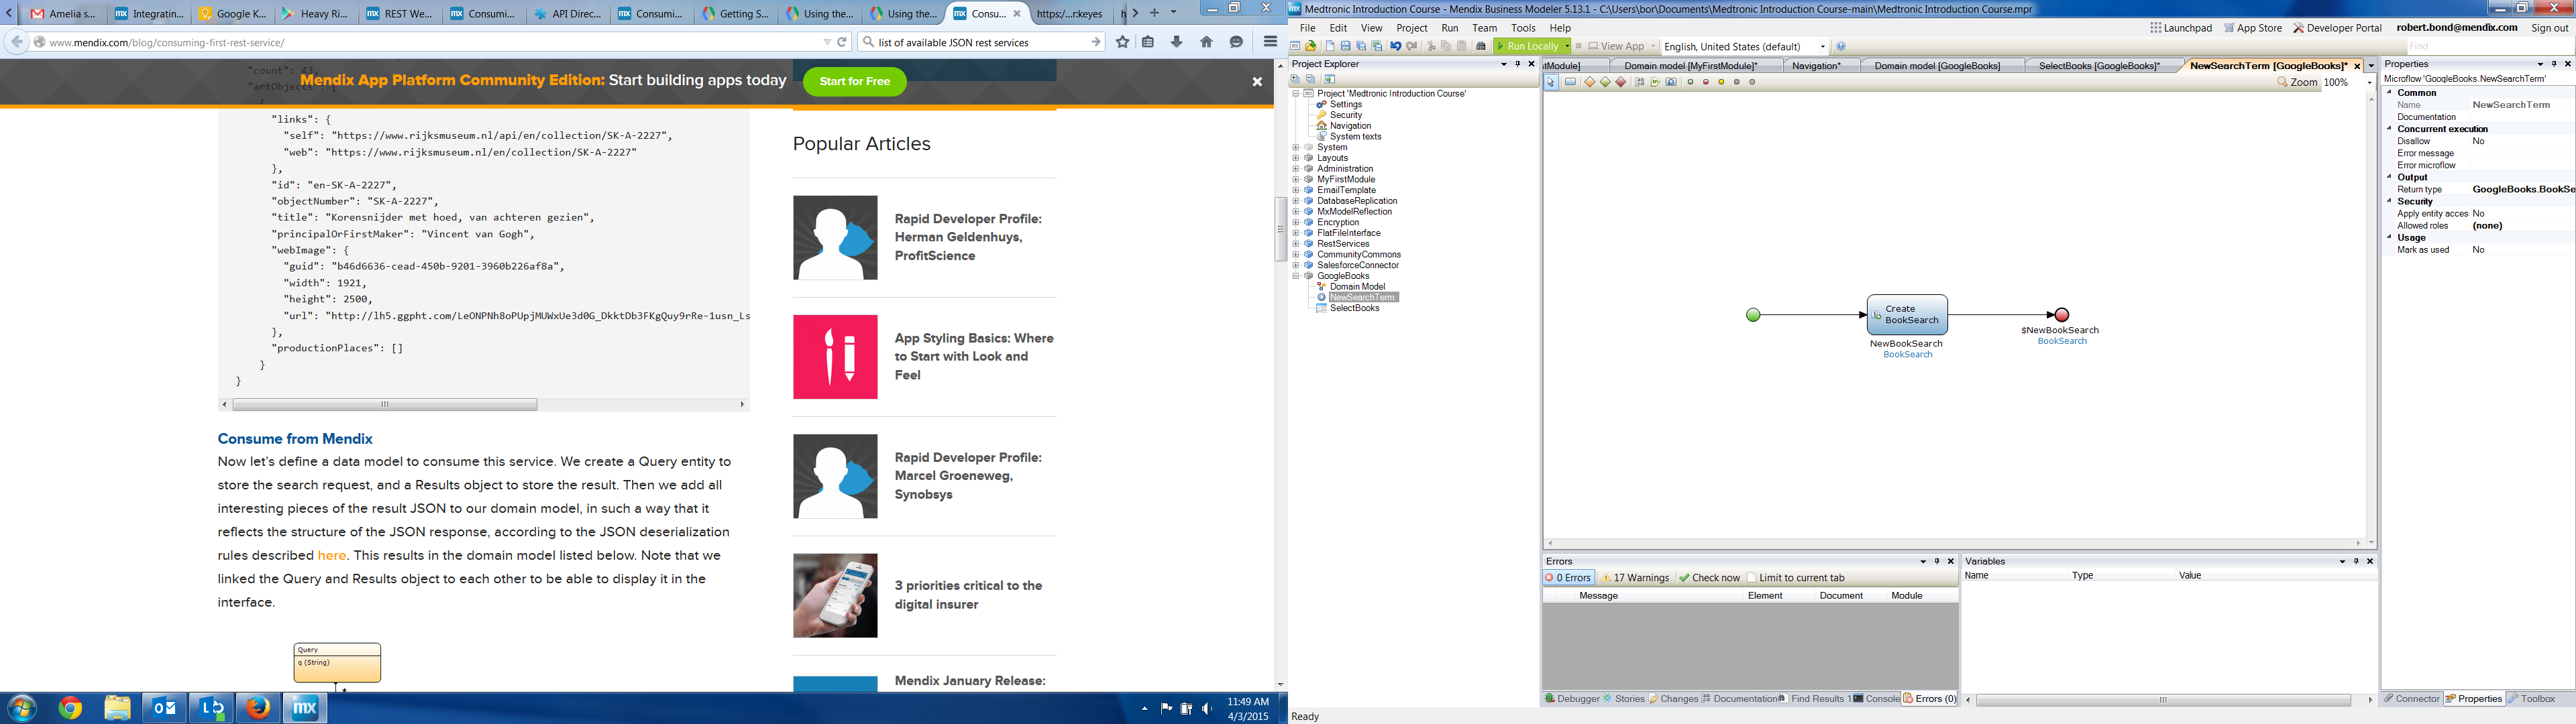 Amelia s...
Integratin...
Google K...
Heavy Ri...
REST We...
Consumi...
API Direc...
Consumi...
Getting S...
Using the...
Using the...
Consu...
https:/...r:keyes
www.mendix.com/blog/consuming-first-rest-service/
list of available JSON rest services
Mendix App Platform Community Edition: Start building apps today
Start for Free
"count": 43,
"artObjects": [
{
"links": {
"self": "https://www.rijksmuseum.nl/api/en/collection/SK-A-2227",
"web": "https://www.rijksmuseum.nl/en/collection/SK-A-2227"
},
"id": "en-SK-A-2227",
"objectNumber": "SK-A-2227",
"title": "Korensnijder met hoed, van achteren gezien",
"principalOrFirstMaker": "Vincent van Gogh",
"webImage": {
"guid": "b46d6636-cead-450b-9201-3960b226af8a",
"width": 1921,
"height": 2500,
"url": "http://lh5.ggpht.com/LeONPNh8oPUpjMUWxUe3d0G_DkktDb3FKgQuy9rRe-1usn_Ls
},
"productionPlaces": []
}
}
Consume from Mendix
Now let's define a data model to consume this service. We create a Query entity to
store the search request, and a Results object to store the result. Then we add all
interesting pieces of the result JSON to our domain model, in such a way that it
reflects the structure of the JSON response, according to the JSON deserialization
rules described here. This results in the domain model listed below. Note that we
linked the Query and Results object to each other to be able to display it in the
interface.
Query
q (String)
Popular Articles
Rapid Developer Profile:
Herman Geldenhuys,
ProfitScience
App Styling Basics: Where
to Start with Look and
Feel
Rapid Developer Profile:
Marcel Groeneweg,
Synobsys
3 priorities critical to the
digital insurer
Mendix January Release:
11:49 AM
4/3/2015
Medtronic Introduction Course - Mendix Business Modeler 5.13.1 - C:\Users\bor\Documents\Medtronic Introduction Course-main\Medtronic Introduction Course.mpr
File Edit View Project Run Team Tools Help
Launchpad App Store Developer Portal robert.bond@mendix.com Sign out
Run Locally View App English, United States (default)
Find
Project Explorer
Project 'Medtronic Introduction Course'
Settings
Security
Navigation
System texts
System
Layouts
Administration
MyFirstModule
EmailTemplate
DatabaseReplication
MxModelReflection
Encryption
FlatFileInterface
RestServices
CommunityCommons
SalesforceConnector
GoogleBooks
Domain Model
NewSearchTerm
SelectBooks
stModule]
Domain model [MyFirstModule]*
Navigation*
Domain model [GoogleBooks]
SelectBooks [GoogleBooks]*
NewSearchTerm [GoogleBooks]*
Zoom 100%
Create
BookSearch
NewBookSearch
BookSearch
$NewBookSearch
BookSearch
Errors
0 Errors 17 Warnings Check now Limit to current tab
Message Element Document Module
Debugger Stories Changes Documentation Find Results 1 Console Errors (0)
Variables
Name Type Value
Properties
Microflow 'GoogleBooks.NewSearchTerm'
Common
Name NewSearchTerm
Documentation
Concurrent execution
Disallow No
Error message
Error microflow
Output
Return type GoogleBooks.BookSe
Security
Apply entity acces No
Allowed roles (none)
Usage
Mark as used No
Connector Properties Toolbox
Ready